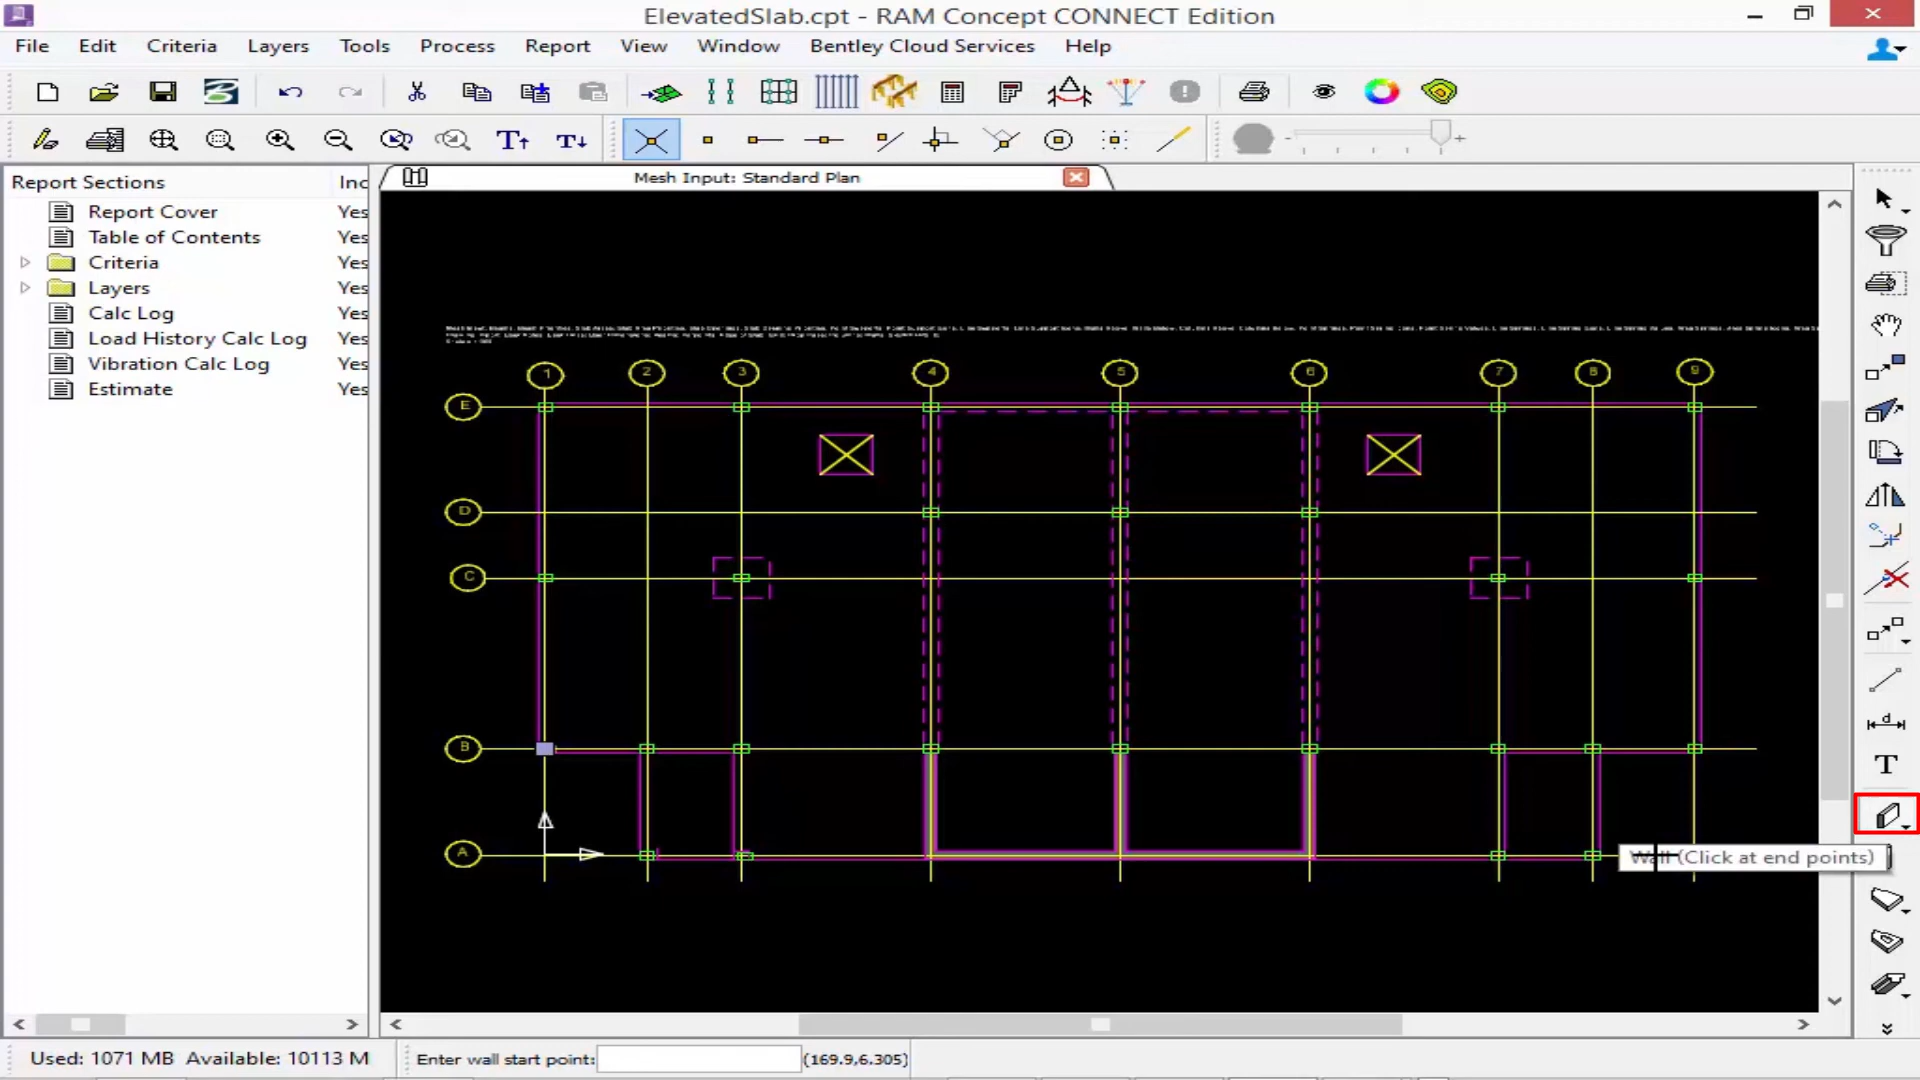 ElevatedSlab.cpt - RAM Concept CONNECT Edition
File Edit Criteria Layers Tools Process Report View Window Bentley Cloud Services Help
Report Sections Inc
Mesh Input: Standard Plan
Report Cover Yes
Table of Contents Yes
Criteria Yes
Layers Yes
Calc Log Yes
Load History Calc Log Yes
Vibration Calc Log Yes
Estimate Yes
1 2 3 4 5 6 7 8 9
E
D
C
B
A
d
T
Wall (Click at end points)
Used: 1071 MB Available: 10113 M
Enter wall start point: (169.9,6.305)